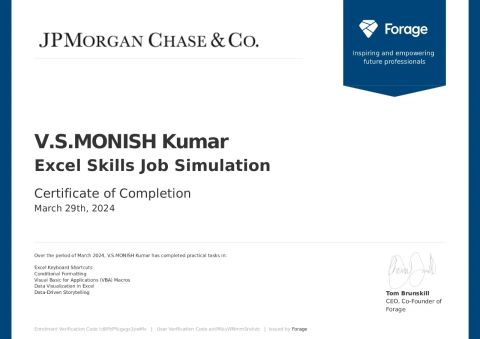 JPMORGAN CHASE & CO.
Forage
Inspiring and empowering
future professionals
V.S.MONISH Kumar
Excel Skills Job Simulation
Certificate of Completion
March 29th, 2024
Over the period of March 2024, V.S.MONISH Kumar has completed practical tasks in:
Excel Keyboard Shortcuts
Conditional Formatting
Visual Basic for Applications (VBA) Macros
Data Visualization in Excel
Data-Driven Storytelling
Tom Brunskill
CEO, Co-Founder of
Forage
Enrolment Verification Code | User Verification Code | Issued by Forage